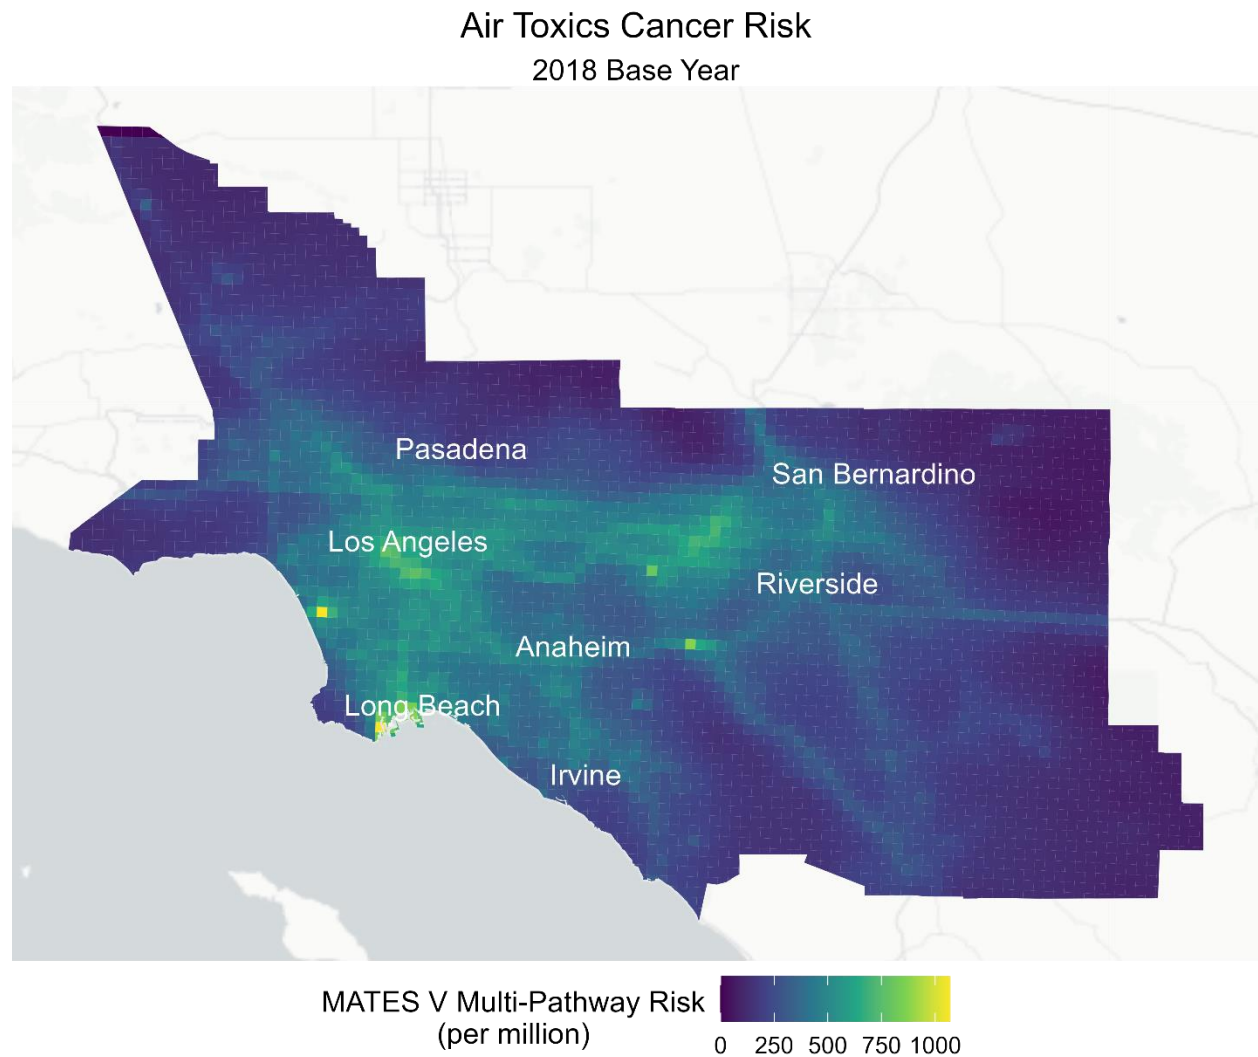 Air Toxics Cancer Risk
2018 Base Year
Pasadena
San Bernardino
Los Angeles
Riverside
Anaheim
Long Beach
Irvine
MATES V Multi-Pathway Risk
(per million)
0 250 500 750 1000